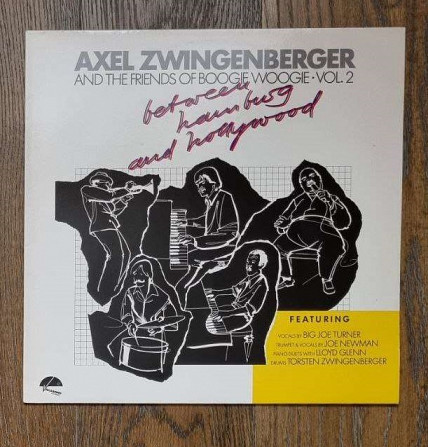 AXEL ZWINGENBERGER
AND THE FRIENDS OF BOOGIE WOOGIE · VOL. 2
between
hamburg
and hollywood
FEATURING
VOCALS BY BIG JOE TURNER
TRUMPET & VOCALS BY JOE NEWMAN
PIANO DUETS WITH LLOYD GLENN
DRUMS TORSTEN ZWINGENBERGER